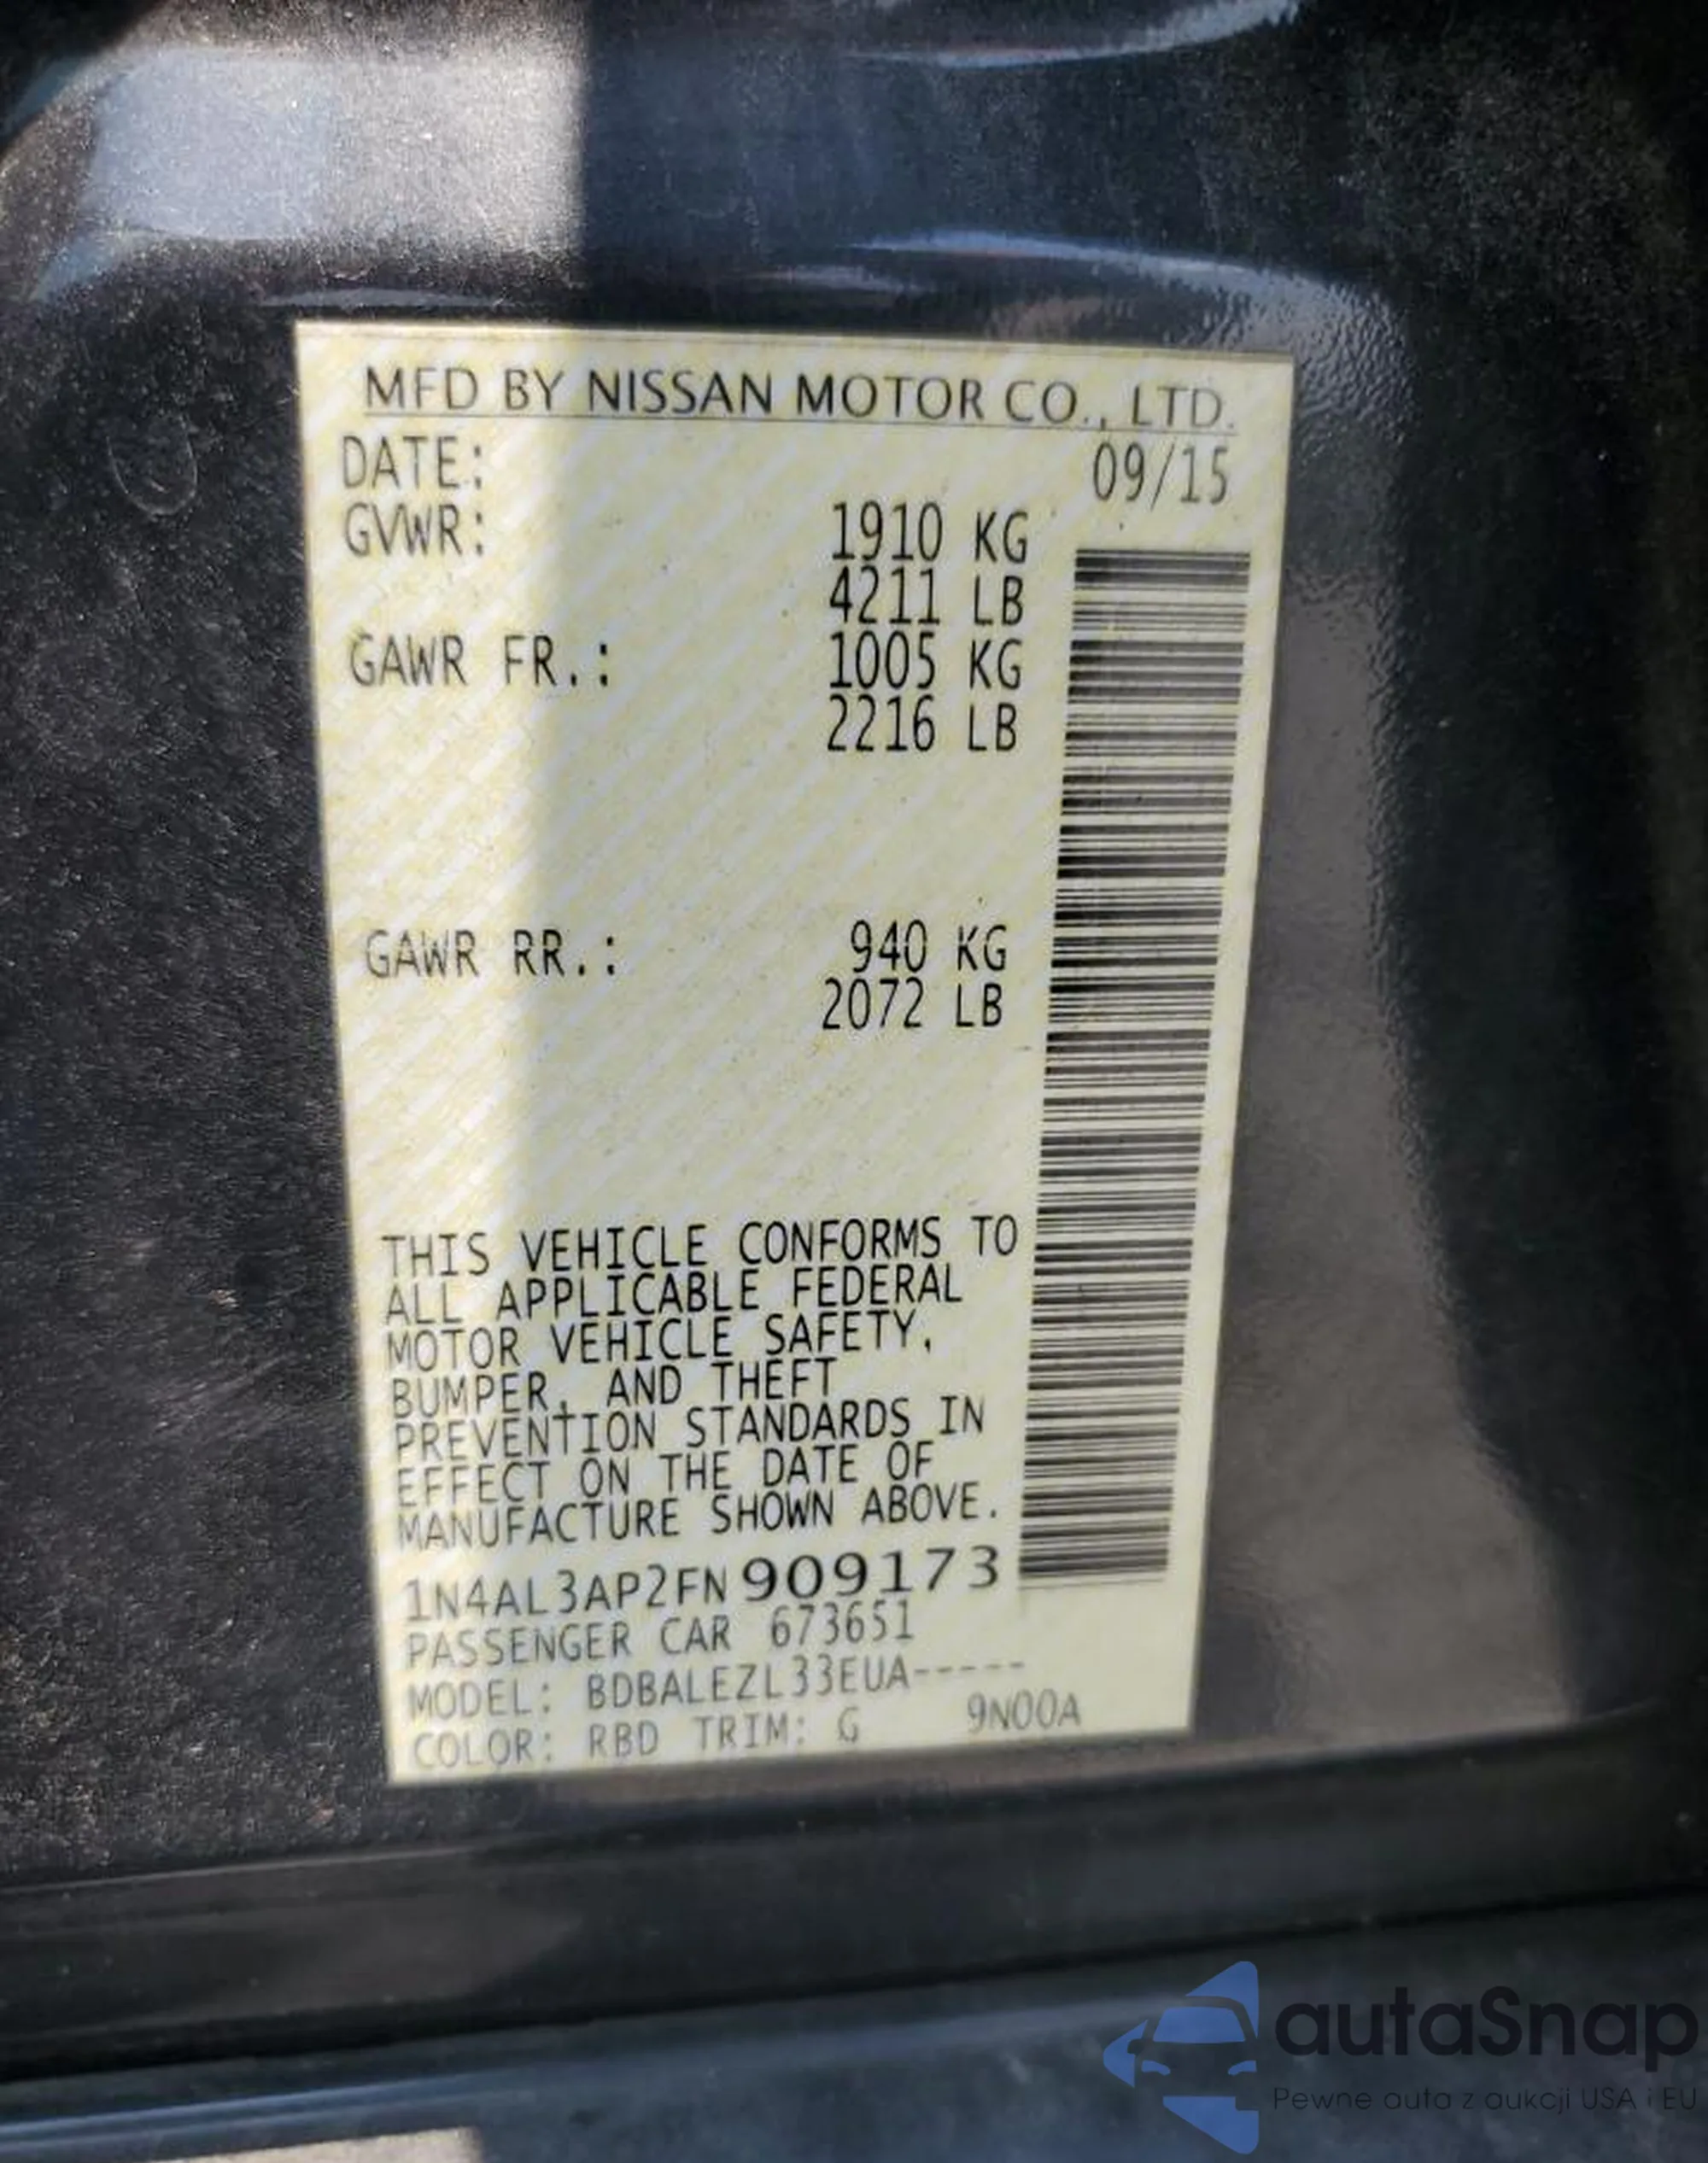 MFD BY NISSAN MOTOR CO., LTD.
DATE: 09/15
GVWR: 1910 KG
4211 LB
GAWR FR.: 1005 KG
2216 LB
GAWR RR.: 940 KG
2072 LB
THIS VEHICLE CONFORMS TO
ALL APPLICABLE FEDERAL
MOTOR VEHICLE SAFETY,
BUMPER, AND THEFT
PREVENTION STANDARDS IN
EFFECT ON THE DATE OF
MANUFACTURE SHOWN ABOVE.
1N4AL3AP2FN909173
PASSENGER CAR 673651
MODEL: BDBALEZL33EUA-----
COLOR: RBD TRIM: G 9N00A
autaSnap
Pewne auta z aukcji USA i EU